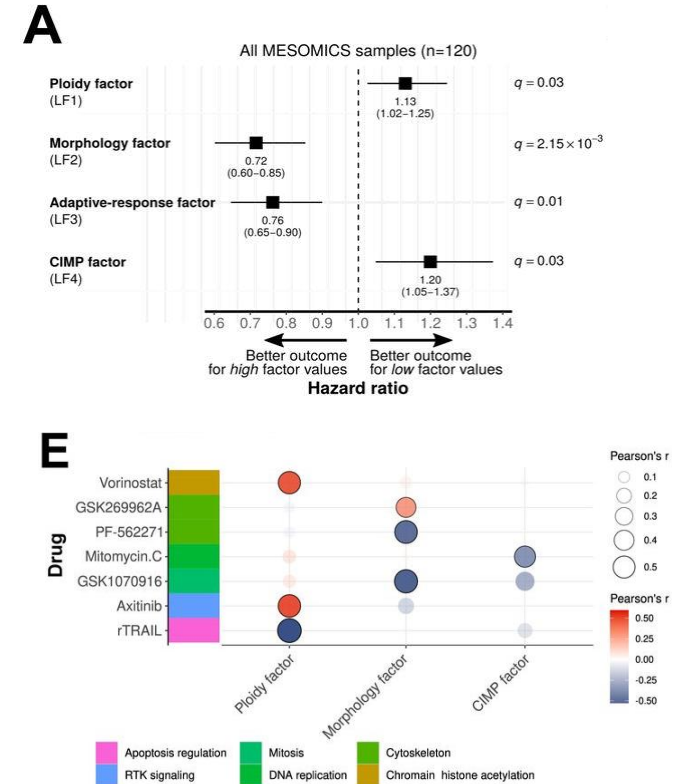 A
All MESOMICS samples (n=120)
Ploidy factor
(LF1)
1.13
(1.02−1.25)
q = 0.03
Morphology factor
(LF2)
0.72
(0.60−0.85)
q = 2.15 × 10⁻³
Adaptive-response factor
(LF3)
0.76
(0.65−0.90)
q = 0.01
CIMP factor
(LF4)
1.20
(1.05−1.37)
q = 0.03
0.6 0.7 0.8 0.9 1.0 1.1 1.2 1.3 1.4
Better outcome
for high factor values
Better outcome
for low factor values
Hazard ratio
E
Drug
Vorinostat
GSK269962A
PF-562271
Mitomycin.C
GSK1070916
Axitinib
rTRAIL
Ploidy factor
Morphology factor
CIMP factor
Pearson's r
0.1
0.2
0.3
0.4
0.5
Pearson's r
0.50
0.25
0.00
-0.25
-0.50
Apoptosis regulation
Mitosis
Cytoskeleton
RTK signaling
DNA replication
Chromain histone acetylation